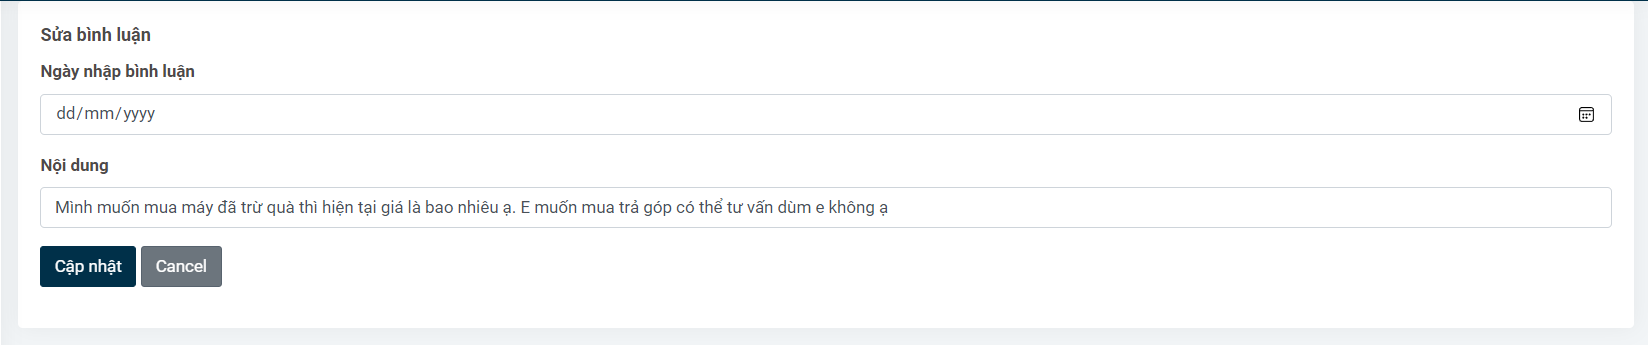 Sửa bình luận
Ngày nhập bình luận
dd/mm/yyyy
Nội dung
Mình muốn mua máy đã trừ quà thì hiện tại giá là bao nhiêu ạ. E muốn mua trả góp có thể tư vấn dùm e không ạ
Cập nhật Cancel